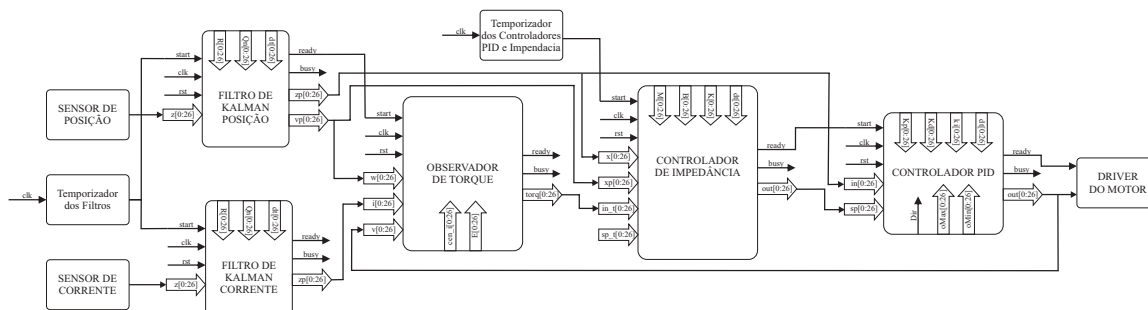 clk
Temporizador
dos Controladores
PID e Impendacia
SENSOR DE
POSIÇÃO
start
clk
rst
z[0:26]
R[0:26]
Qn[0:26]
dt[0:26]
FILTRO DE
KALMAN
POSIÇÃO
ready
busy
zp[0:26]
vp[0:26]
clk
Temporizador
dos Filtros
SENSOR DE
CORRENTE
start
clk
rst
z[0:26]
R[0:26]
Qn[0:26]
dt[0:26]
FILTRO DE
KALMAN
CORRENTE
ready
busy
zp[0:26]
start
clk
rst
w[0:26]
i[0:26]
v[0:26]
OBSERVADOR
DE TORQUE
E[0:26]
ready
busy
torq[0:26]
start
clk
rst
x[0:26]
xp[0:26]
in_t[0:26]
sp_t[0:26]
M[0:26]
B[0:26]
K[0:26]
dt[0:26]
CONTROLADOR
DE IMPEDÂNCIA
ready
busy
out[0:26]
start
clk
rst
in[0:26]
sp[0:26]
Kp[0:26]
Kd[0:26]
k[0:26]
dt[0:26]
CONTROLADOR PID
Dir
ready
busy
out[0:26]
DRIVER
DO MOTOR